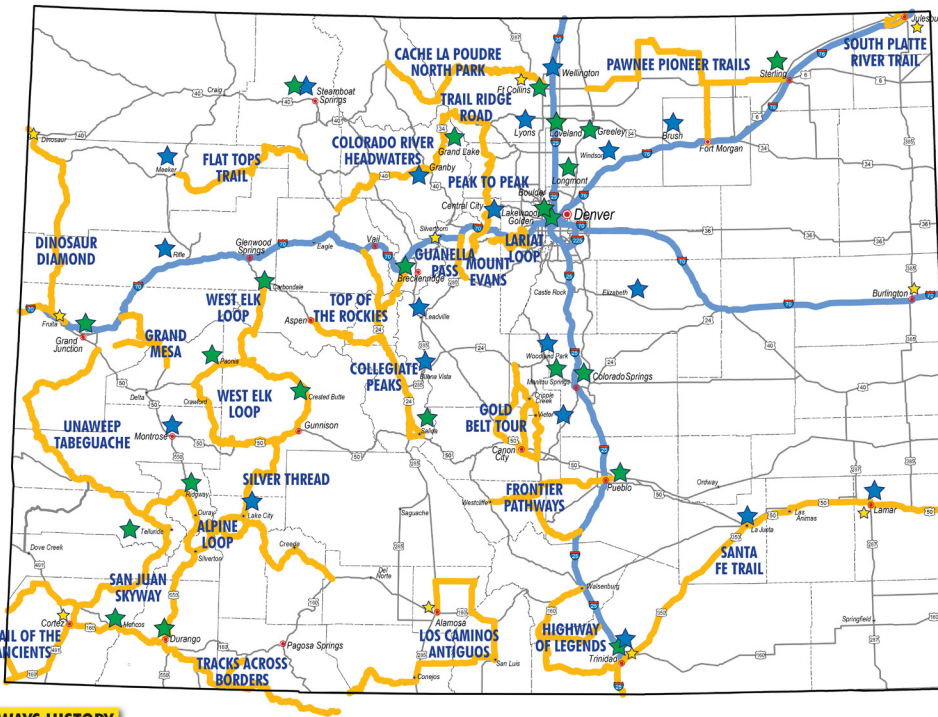 Julesburg
CACHE LA POUDRE
NORTH PARK
PAWNEE PIONEER TRAILS
SOUTH PLATTE
RIVER TRAIL
Wellington
Sterling
Craig
Steamboat
Springs
Ft Collins
TRAIL RIDGE
ROAD
Dinosaur
Lyons
Loveland
Greeley
Brush
Fort Morgan
COLORADO RIVER
HEADWATERS
Grand Lake
Windsor
FLAT TOPS
TRAIL
Meeker
Granby
Longmont
PEAK TO PEAK
Boulder
Central City
Lakewood
Golden
Denver
Silverthorn
DINOSAUR
DIAMOND
Glenwood
Springs
Eagle
Vail
Rifle
GUANELLA
PASS
LARIAT
LOOP
MOUNT
EVANS
Breckenridge
Carbondale
Castle Rock
Elizabeth
Burlington
WEST ELK
LOOP
TOP OF
THE ROCKIES
Leadville
Fruita
Grand
Junction
Aspen
GRAND
MESA
Woodland Park
Paonia
COLLEGIATE
PEAKS
Buena Vista
Manitou Springs
Colorado Springs
Delta
Crawford
WEST ELK
LOOP
Crested Butte
Cripple
Creek
Victor
GOLD
BELT TOUR
UNAWEEP
TABEGUACHE
Montrose
Gunnison
Salida
Canon
City
SILVER THREAD
Ridgway
Pueblo
Ordway
FRONTIER
PATHWAYS
Westcliffe
Lake City
Ouray
Saguache
Las
Animas
Lamar
Telluride
ALPINE
LOOP
La Junta
Dove Creek
Silverton
Creede
SANTA
FE TRAIL
Del
Norte
SAN JUAN
SKYWAY
Walsenburg
Cortez
Mancos
Alamosa
Springfield
AIL OF THE
ANCIENTS
Durango
Pagosa Springs
LOS CAMINOS
ANTIGUOS
HIGHWAY
OF LEGENDS
Trinidad
San Luis
TRACKS ACROSS
BORDERS
Conejos
WAYS HISTORY